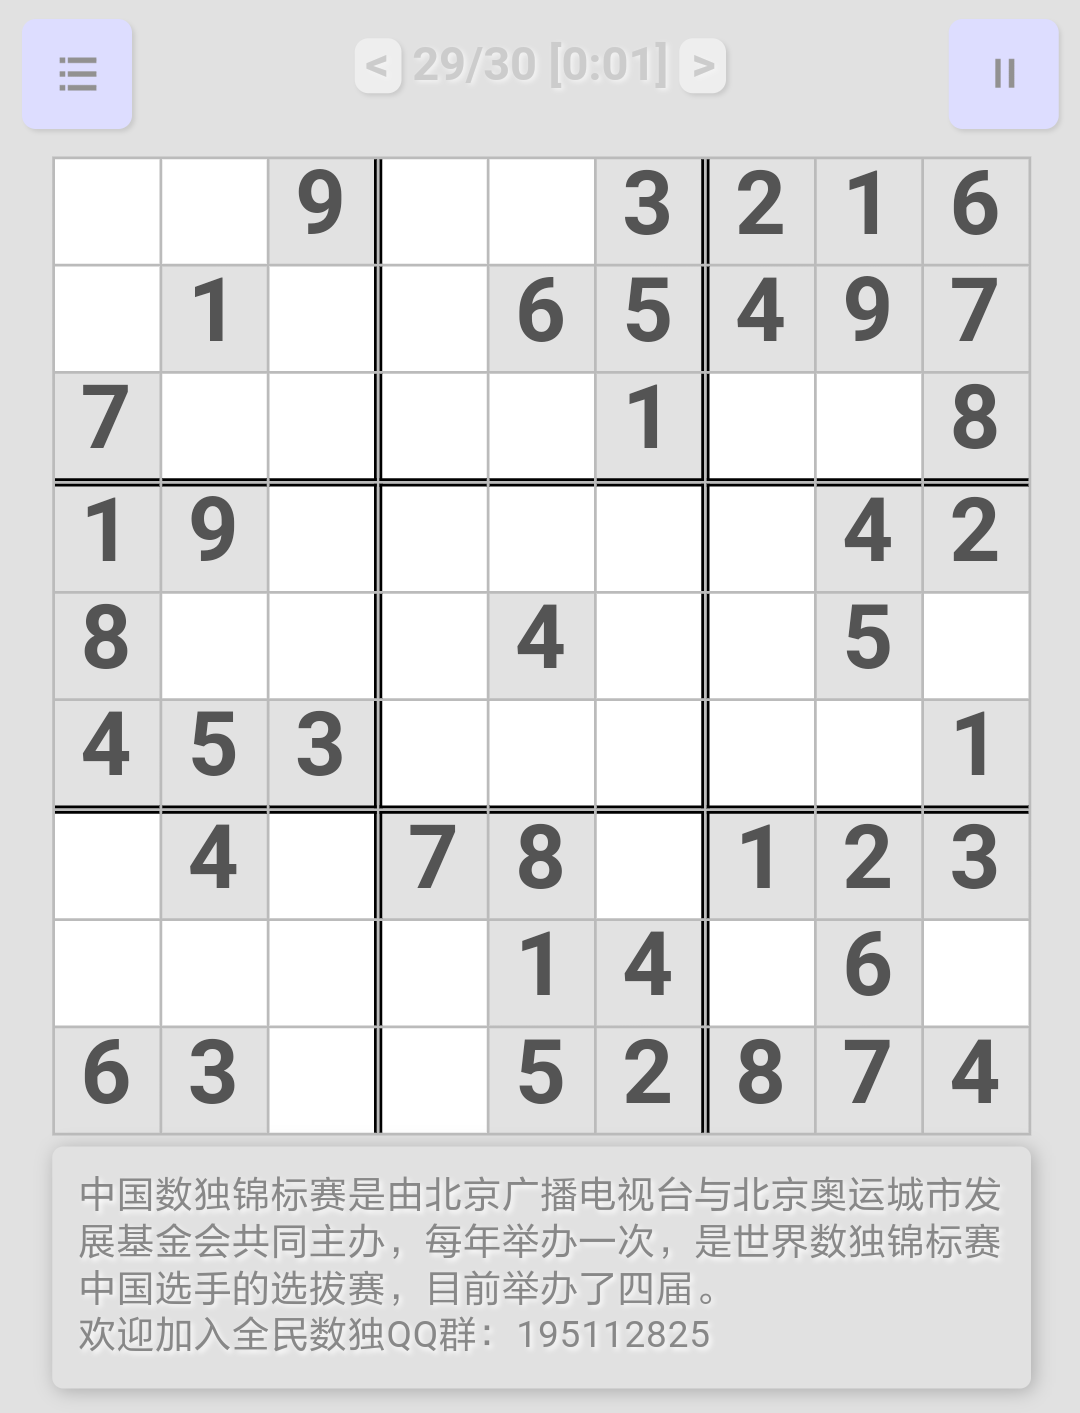 < 29/30 [0:01] >
9 3 2 1 6
1 6 5 4 9 7
7 1 8
1 9 4 2
8 4 5
4 5 3 1
4 7 8 1 2 3
1 4 6
6 3 5 2 8 7 4
中国数独锦标赛是由北京广播电视台与北京奥运城市发
展基金会共同主办，每年举办一次，是世界数独锦标赛
中国选手的选拔赛，目前举办了四届。
欢迎加入全民数独QQ群：195112825